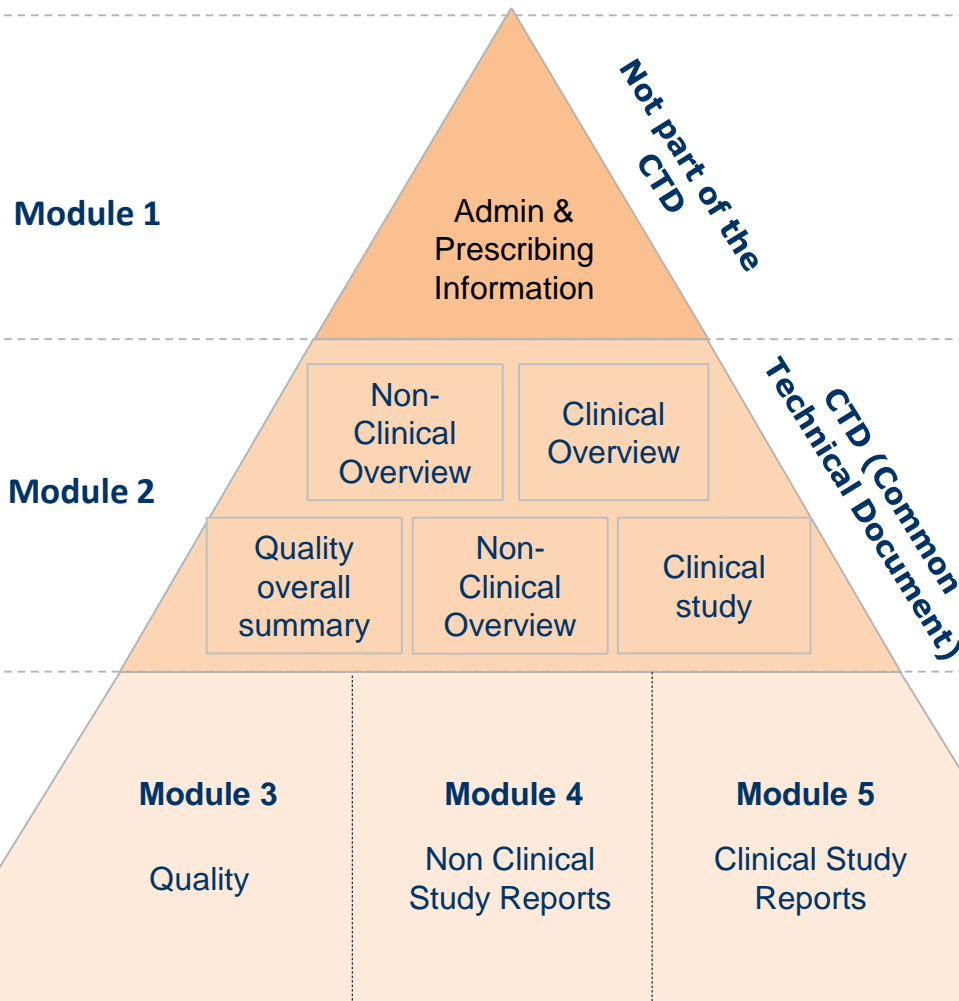 Not part of the
CTD
Module 1
Admin &
Prescribing
Information
CTD (Common
Technical Document)
Module 2
Non-
Clinical
Overview
Clinical
Overview
Quality
overall
summary
Non-
Clinical
Overview
Clinical
study
Module 3
Quality
Module 4
Non Clinical
Study Reports
Module 5
Clinical Study
Reports